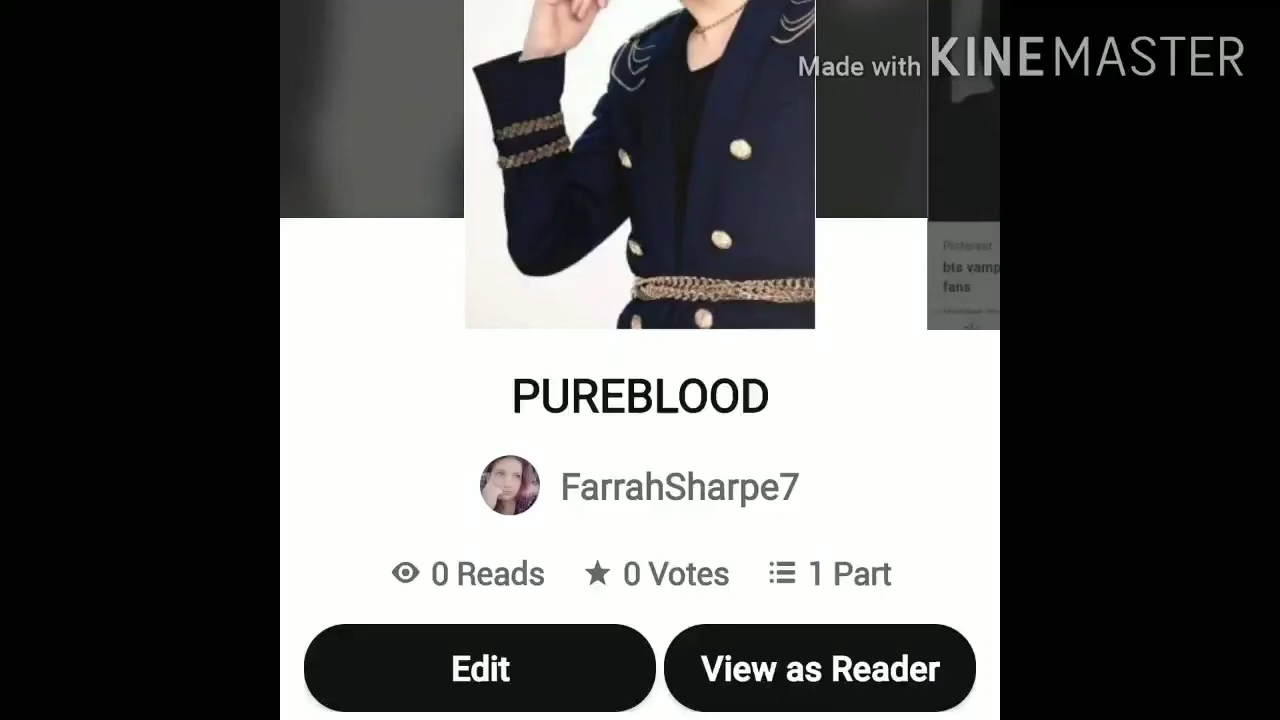 Made with KINEMASTER
Pinterest
bts vamp
fans
PUREBLOOD
FarrahSharpe7
0 Reads
0 Votes
1 Part
Edit
View as Reader